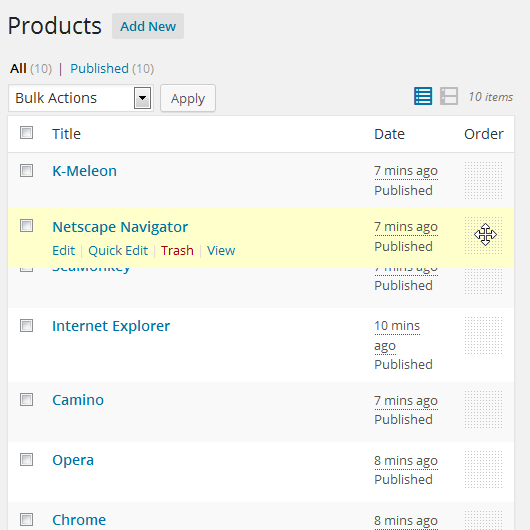 Products Add New
All (10) | Published (10)
Bulk Actions Apply 10 items
Title Date Order
K-Meleon 7 mins ago
Published
Netscape Navigator 7 mins ago
Edit | Quick Edit | Trash | View Published
SeaMonkey 7 mins ago
Published
Internet Explorer 10 mins
ago
Published
Camino 7 mins ago
Published
Opera 8 mins ago
Published
Chrome 8 mins ago